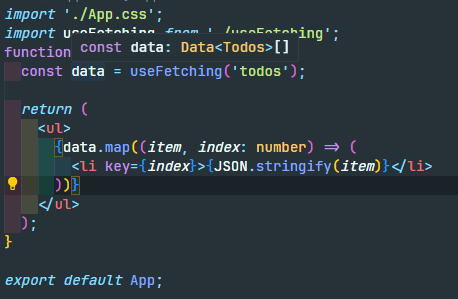 import './App.css';
import useFetching from './useFetching';
const data: Data<Todos>[]
function
const data = useFetching('todos');
return (
<ul>
{data.map((item, index: number) => (
<li key={index}>{JSON.stringify(item)}</li>
))}
</ul>
);
}
export default App;